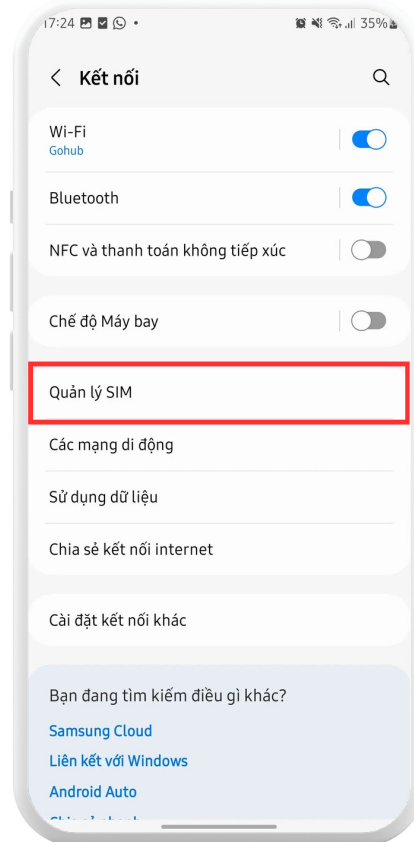 17:24
35%
Kết nối
Wi-Fi
Gohub
Bluetooth
NFC và thanh toán không tiếp xúc
Chế độ Máy bay
Quản lý SIM
Các mạng di động
Sử dụng dữ liệu
Chia sẻ kết nối internet
Cài đặt kết nối khác
Bạn đang tìm kiếm điều gì khác?
Samsung Cloud
Liên kết với Windows
Android Auto